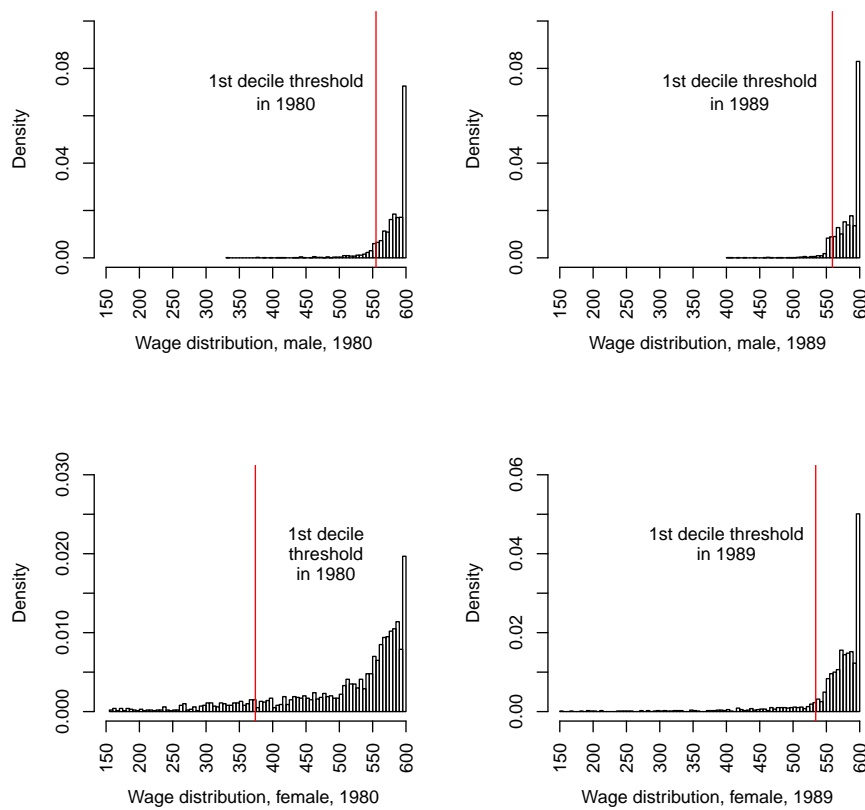 1st decile threshold
in 1980
Density
0.00
0.04
0.08
150 200 250 300 350 400 450 500 550 600
Wage distribution, male, 1980
1st decile threshold
in 1989
Density
0.00
0.04
0.08
150 200 250 300 350 400 450 500 550 600
Wage distribution, male, 1989
1st decile
threshold
in 1980
Density
0.000
0.010
0.020
0.030
150 200 250 300 350 400 450 500 550 600
Wage distribution, female, 1980
1st decile threshold
in 1989
Density
0.00
0.02
0.04
0.06
150 200 250 300 350 400 450 500 550 600
Wage distribution, female, 1989